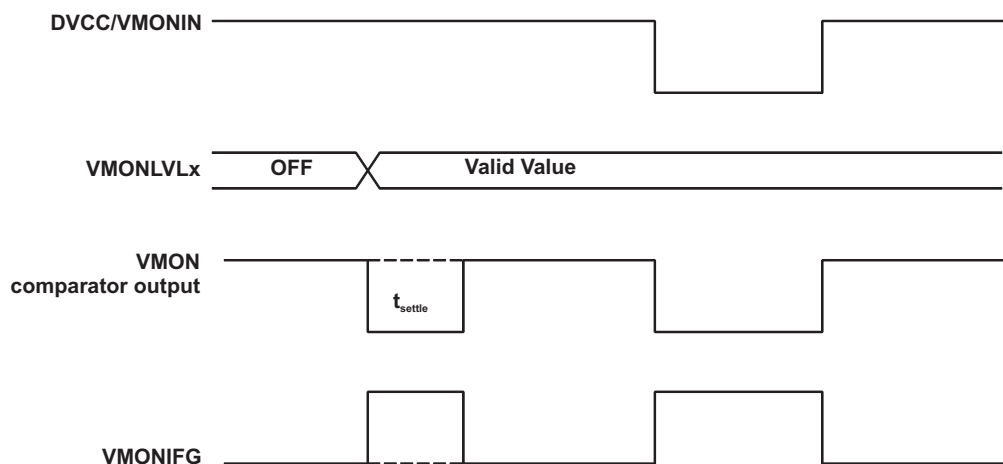 DVCC/VMONIN
VMONLVLx
OFF
Valid Value
VMON
comparator output
tsettle
VMONIFG